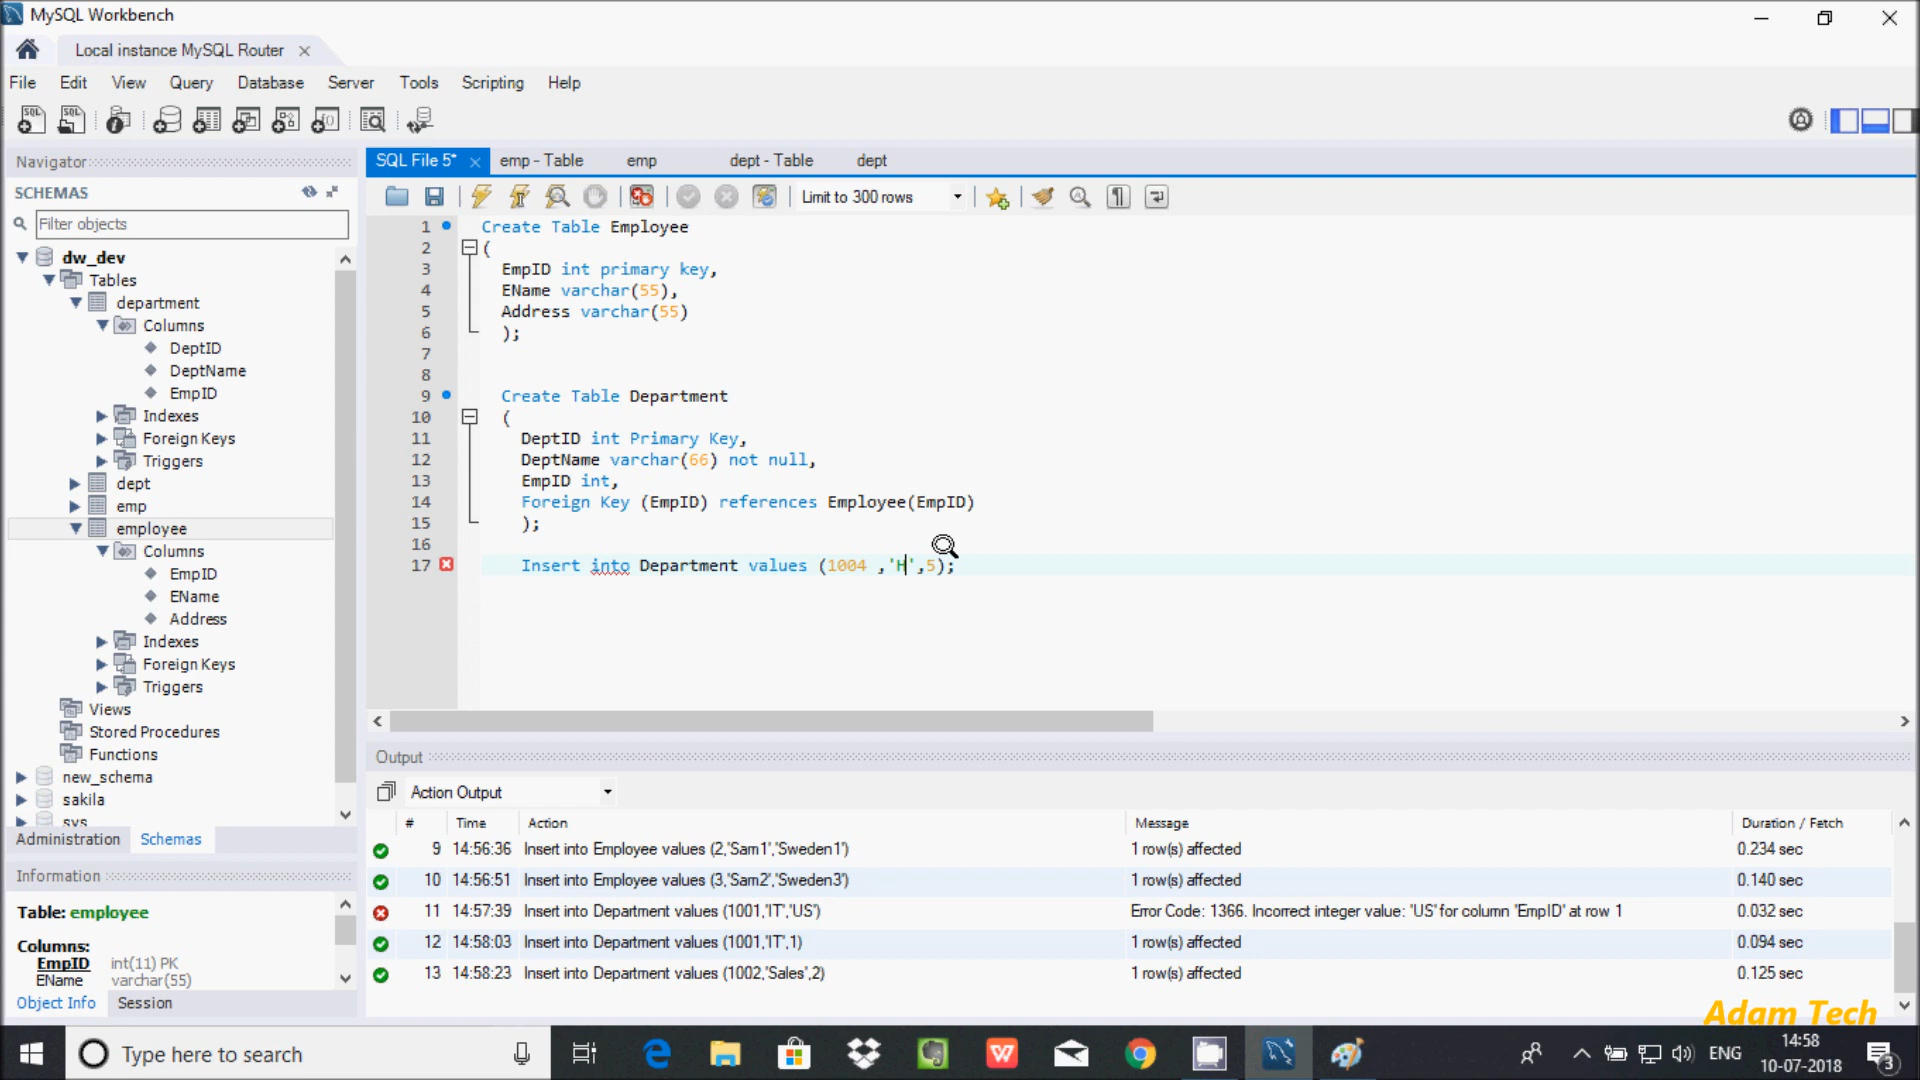 MySQL Workbench
Local instance MySQL Router
File Edit View Query Database Server Tools Scripting Help
Navigator
SCHEMAS
Filter objects
dw_dev
Tables
department
Columns
DeptID
DeptName
EmpID
Indexes
Foreign Keys
Triggers
dept
emp
employee
Columns
EmpID
EName
Address
Indexes
Foreign Keys
Triggers
Views
Stored Procedures
Functions
new_schema
sakila
sys
Administration Schemas
Information
Table: employee
Columns:
EmpID int(11) PK
EName varchar(55)
Object Info Session
SQL File 5* emp - Table emp dept - Table dept
Limit to 300 rows
1 Create Table Employee
2 (
3 EmpID int primary key,
4 EName varchar(55),
5 Address varchar(55)
6 );
7
8
9 Create Table Department
10 (
11 DeptID int Primary Key,
12 DeptName varchar(66) not null,
13 EmpID int,
14 Foreign Key (EmpID) references Employee(EmpID)
15 );
16
17 Insert into Department values (1004 ,'H',5);
Output
Action Output
# Time Action Message Duration / Fetch
9 14:56:36 Insert into Employee values (2,'Sam1','Sweden1') 1 row(s) affected 0.234 sec
10 14:56:51 Insert into Employee values (3,'Sam2','Sweden3') 1 row(s) affected 0.140 sec
11 14:57:39 Insert into Department values (1001,'IT','US') Error Code: 1366. Incorrect integer value: 'US' for column 'EmpID' at row 1 0.032 sec
12 14:58:03 Insert into Department values (1001,'IT',1) 1 row(s) affected 0.094 sec
13 14:58:23 Insert into Department values (1002,'Sales',2) 1 row(s) affected 0.125 sec
Adam Tech
Type here to search
ENG
14:58
10-07-2018
3